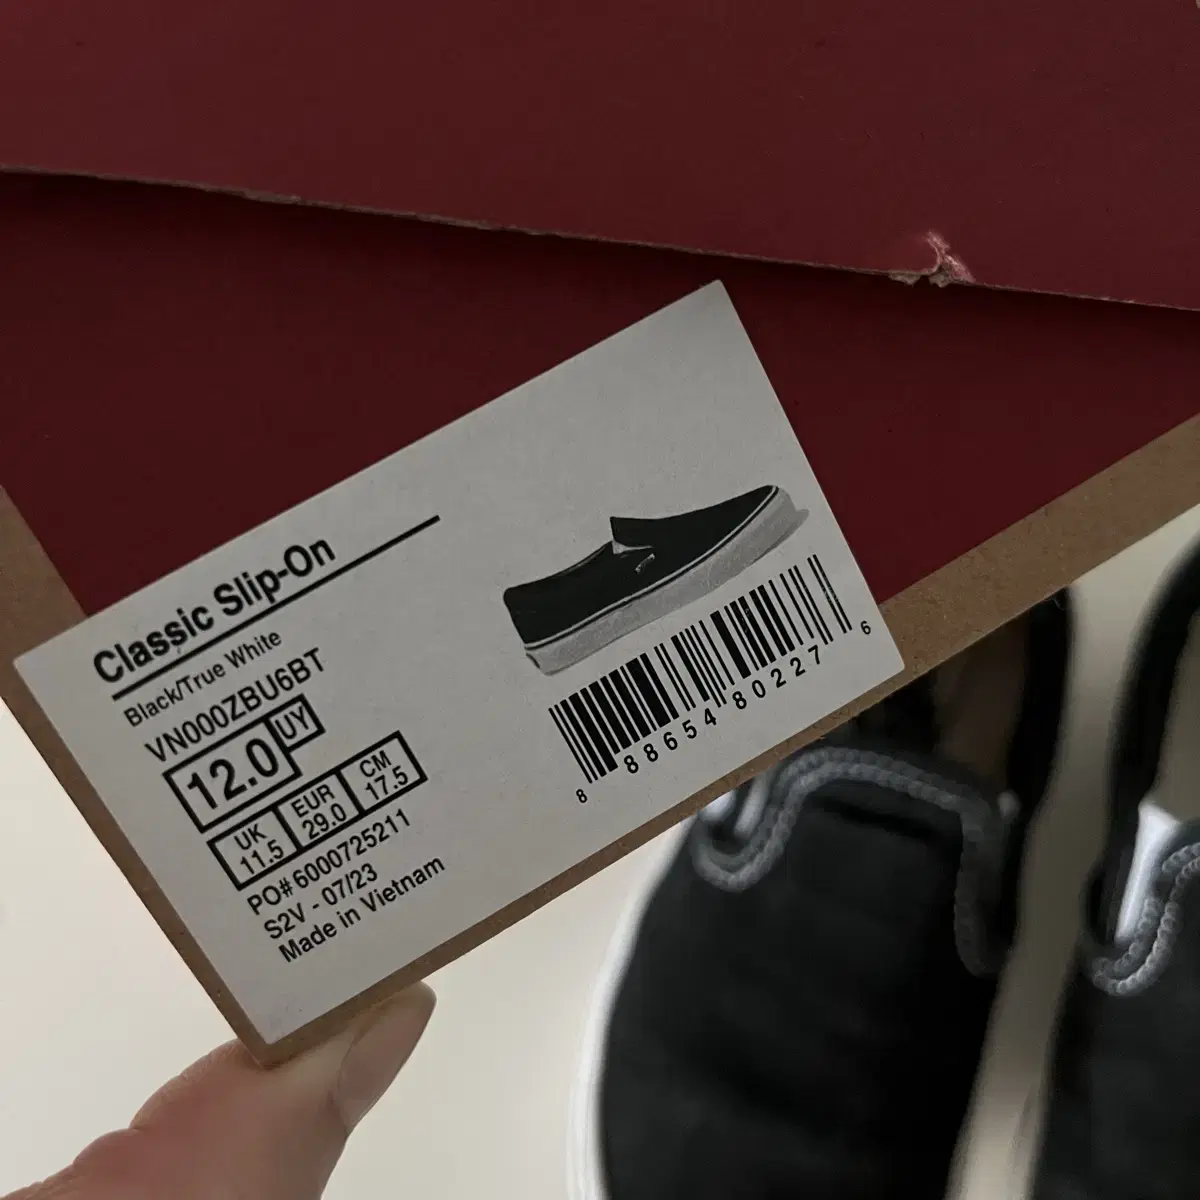 Classic Slip-On
Black/True White
VN000ZBU6BT
12.0 UY
UK EUR CM
11.5 29.0 17.5
PO# 6000725211
S2V - 07/23
Made in Vietnam
8 88654 80227 6